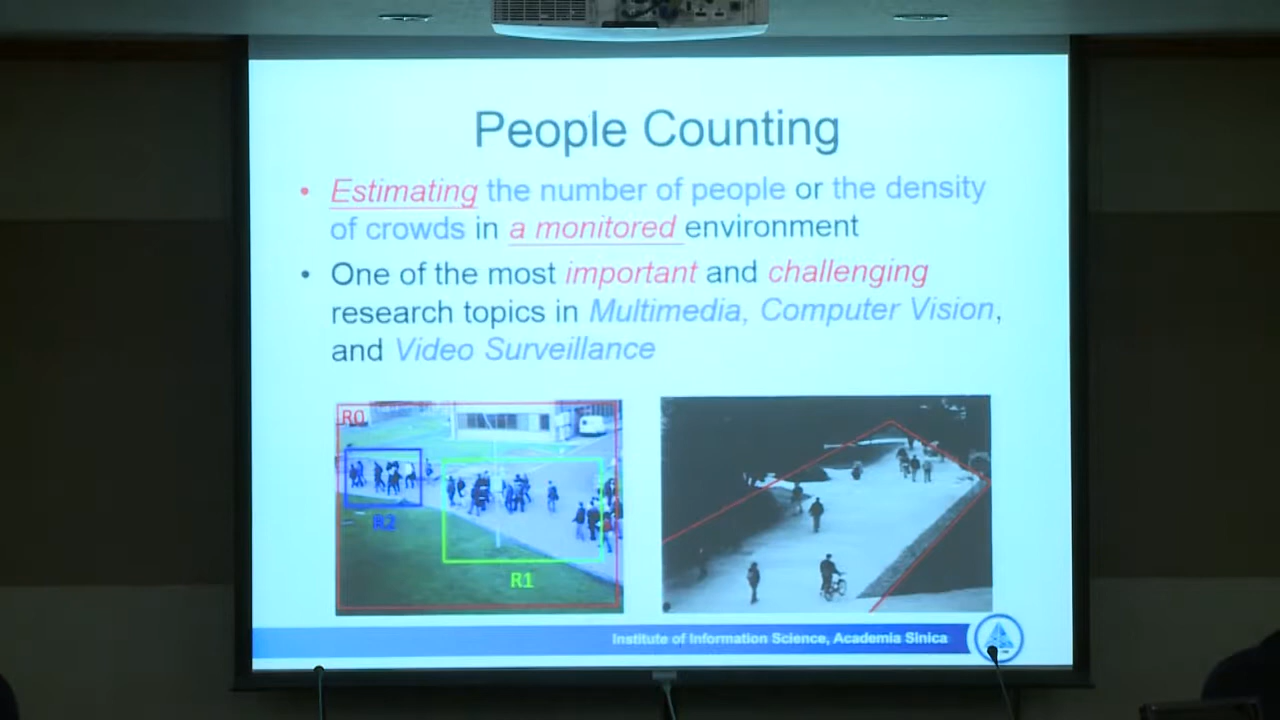 People Counting
• Estimating the number of people or the density
of crowds in a monitored environment
• One of the most important and challenging
research topics in Multimedia, Computer Vision,
and Video Surveillance
R0
R2
R1
Institute of Information Science, Academia Sinica